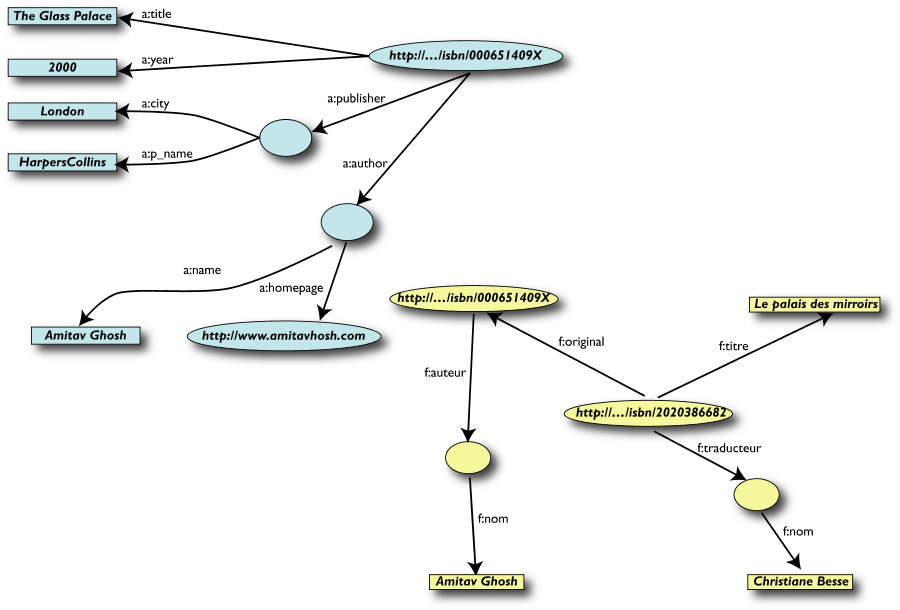 The Glass Palace
a:title
http://…/isbn/000651409X
2000
a:year
a:publisher
London
a:city
HarpersCollins
a:p_name
a:author
a:name
a:homepage
Amitav Ghosh
http://www.amitavhosh.com
http://…/isbn/000651409X
Le palais des mirroirs
f:original
f:titre
f:auteur
http://…/isbn/2020386682
f:traducteur
f:nom
f:nom
Amitav Ghosh
Christiane Besse